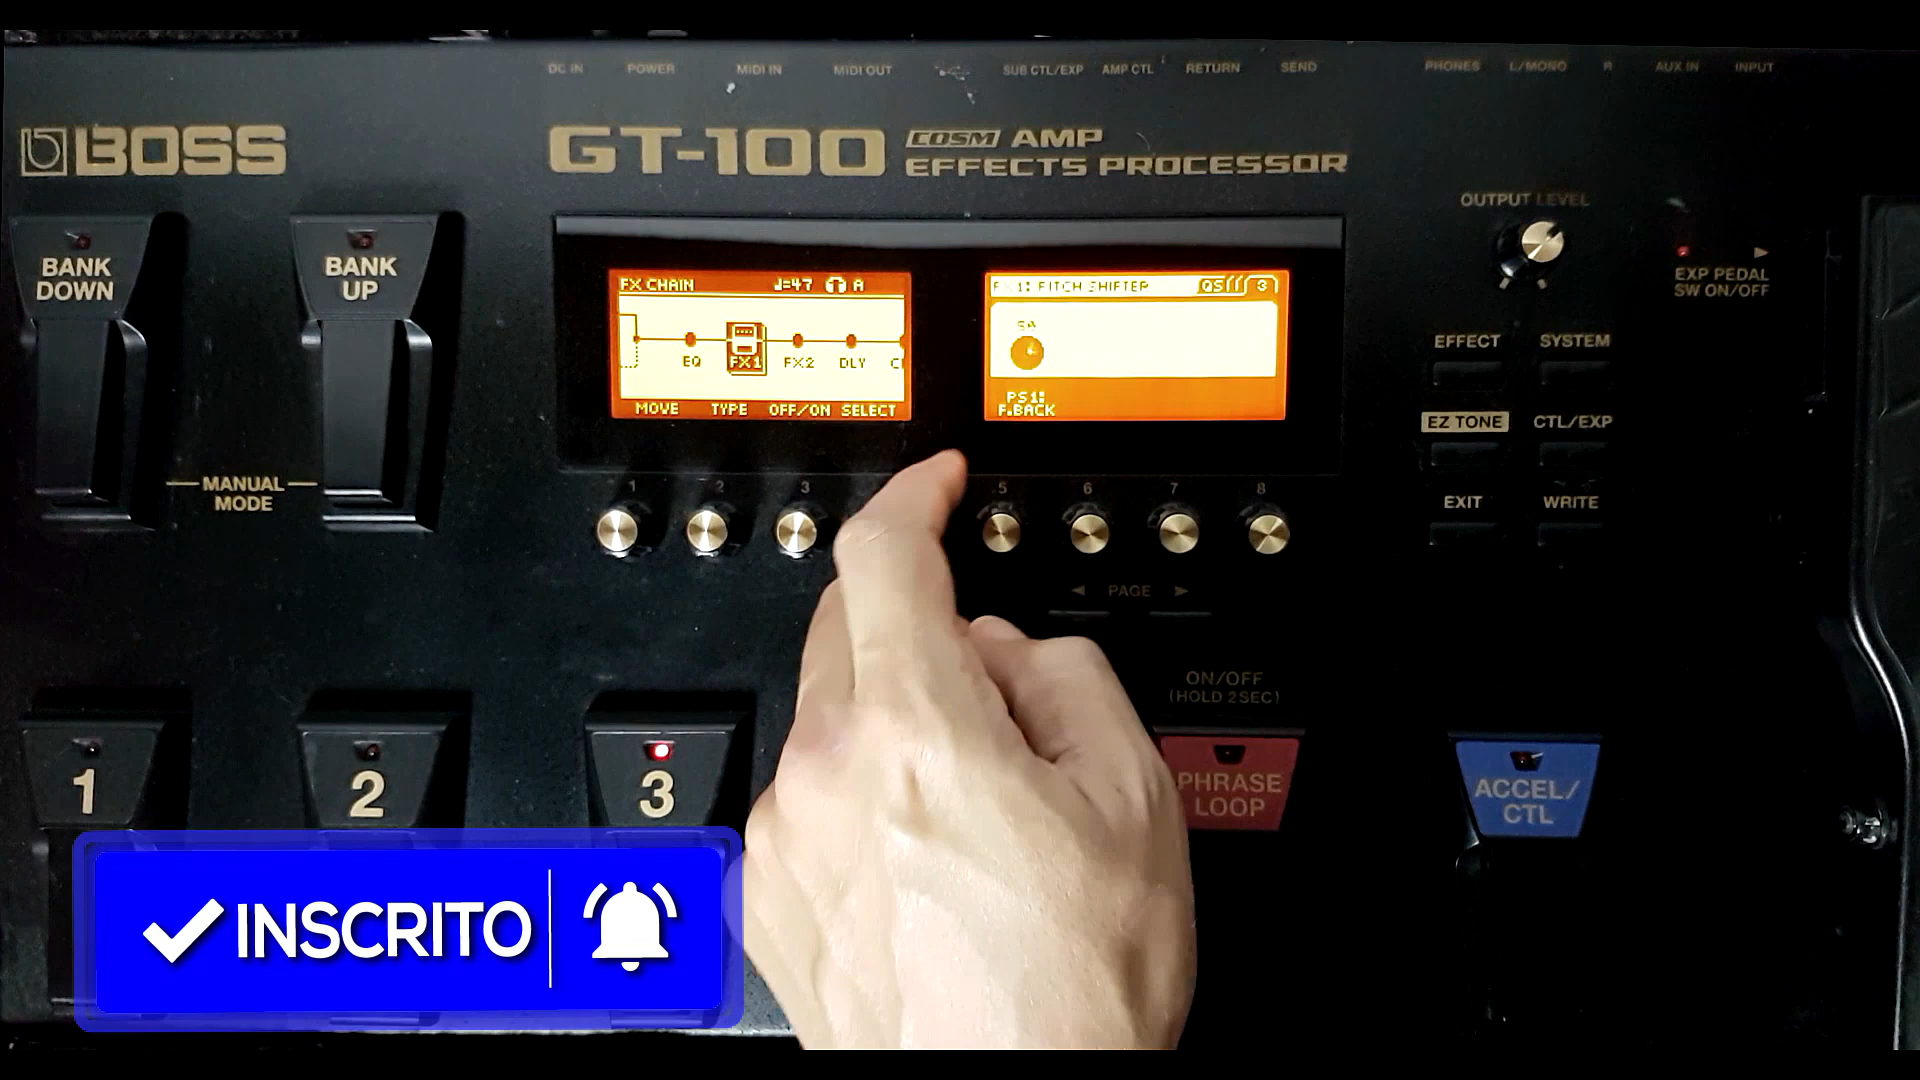 DC IN POWER MIDI IN MIDI OUT SUB CTL/EXP AMP CTL RETURN SEND PHONES L/MONO R AUX IN INPUT
BOSS
GT-100 COSM AMP
EFFECTS PROCESSOR
OUTPUT LEVEL
BANK
DOWN
BANK
UP
EXP PEDAL
SW ON/OFF
FX CHAIN ♩=47 A
EQ FX1 FX2 DLY
MOVE TYPE OFF/ON SELECT
FX1: PITCH SHIFTER QS 3
50
PS1:
F.BACK
EFFECT SYSTEM
EZ TONE CTL/EXP
EXIT WRITE
MANUAL
MODE
1 2 3 5 6 7 8
◄ PAGE ►
ON/OFF
(HOLD 2SEC)
1 2 3
PHRASE
LOOP
ACCEL/
CTL
INSCRITO